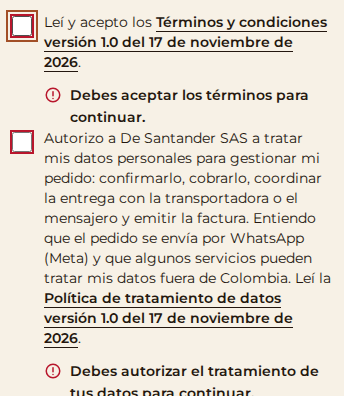 Leí y acepto los Términos y condiciones
versión 1.0 del 17 de noviembre de
2026.
Debes aceptar los términos para
continuar.
Autorizo a De Santander SAS a tratar
mis datos personales para gestionar mi
pedido: confirmarlo, cobrarlo, coordinar
la entrega con la transportadora o el
mensajero y emitir la factura. Entiendo
que el pedido se envía por WhatsApp
(Meta) y que algunos servicios pueden
tratar mis datos fuera de Colombia. Leí la
Política de tratamiento de datos
versión 1.0 del 17 de noviembre de
2026.
Debes autorizar el tratamiento de
tus datos para continuar.